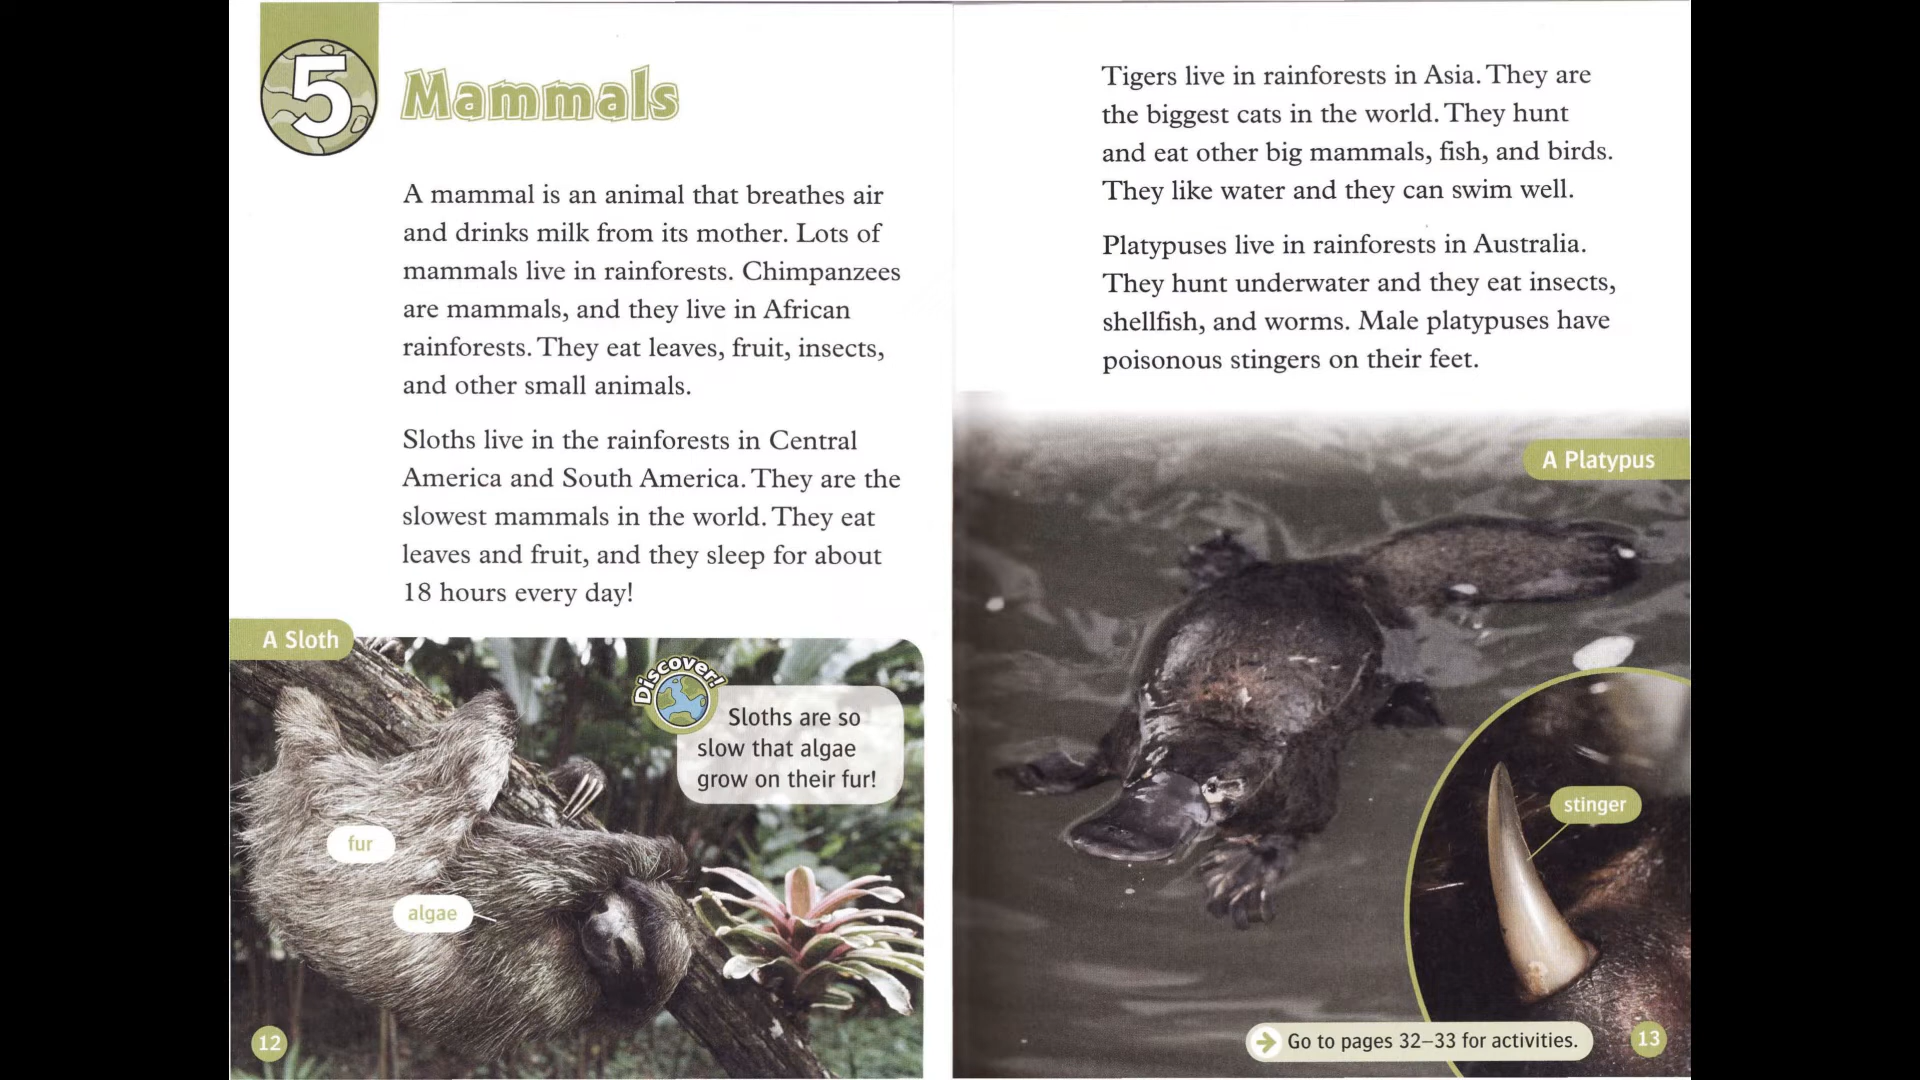 5
Mammals
A mammal is an animal that breathes air
and drinks milk from its mother. Lots of
mammals live in rainforests. Chimpanzees
are mammals, and they live in African
rainforests. They eat leaves, fruit, insects,
and other small animals.
Sloths live in the rainforests in Central
America and South America. They are the
slowest mammals in the world. They eat
leaves and fruit, and they sleep for about
18 hours every day!
A Sloth
Discover!
Sloths are so
slow that algae
grow on their fur!
fur
algae
12
Tigers live in rainforests in Asia. They are
the biggest cats in the world. They hunt
and eat other big mammals, fish, and birds.
They like water and they can swim well.
Platypuses live in rainforests in Australia.
They hunt underwater and they eat insects,
shellfish, and worms. Male platypuses have
poisonous stingers on their feet.
A Platypus
stinger
Go to pages 32–33 for activities.
13